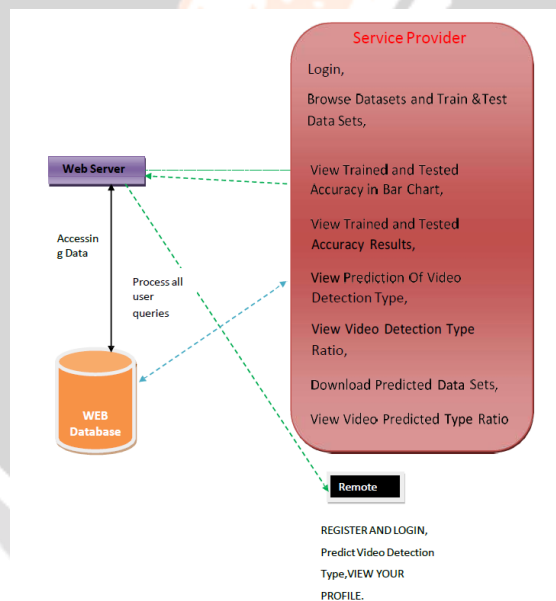 Service Provider
Login,
Browse Datasets and Train &Test
Data Sets,
View Trained and Tested
Accuracy in Bar Chart,
View Trained and Tested
Accuracy Results,
View Prediction Of Video
Detection Type,
View Video Detection Type
Ratio,
Download Predicted Data Sets,
View Video Predicted Type Ratio
Web Server
Accessin
g Data
Process all
user
queries
WEB
Database
Remote
REGISTER AND LOGIN,
Predict Video Detection
Type,VIEW YOUR
PROFILE.